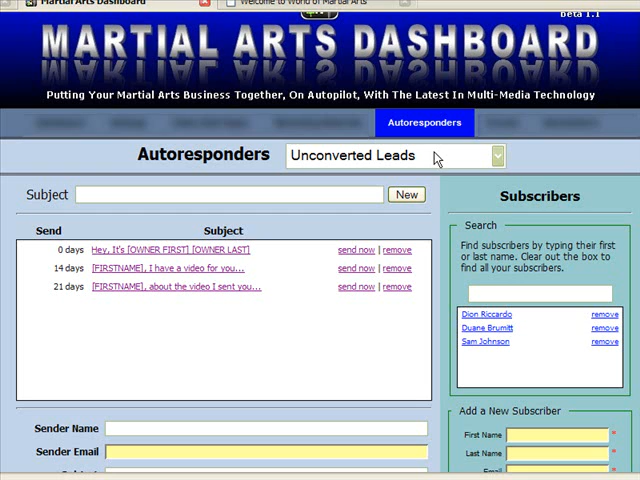 Martial Arts Dashboard
Welcome to World of Martial Arts
Beta 1.1
MARTIAL ARTS DASHBOARD
Putting Your Martial Arts Business Together, On Autopilot, With The Latest In Multi-Media Technology
Autoresponders
Autoresponders Unconverted Leads
Subject New
Send Subject
0 days Hey, It's [OWNER FIRST] [OWNER LAST] send now | remove
14 days [FIRSTNAME], I have a video for you... send now | remove
21 days [FIRSTNAME], about the video I sent you... send now | remove
Sender Name
Sender Email
Subscribers
Search
Find subscribers by typing their first
or last name. Clear out the box to
find all your subscribers.
Dion Riccardo remove
Duane Brumitt remove
Sam Johnson remove
Add a New Subscriber
First Name *
Last Name *
Email